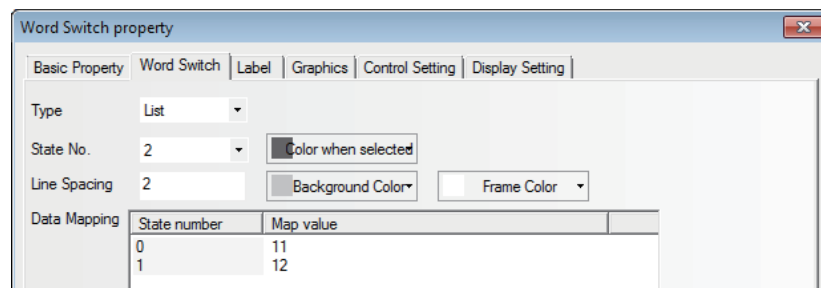 Word Switch property
Basic Property Word Switch Label Graphics Control Setting Display Setting
Type List
State No. 2 Color when selected
Line Spacing 2 Background Color Frame Color
Data Mapping State number Map value
0 11
1 12